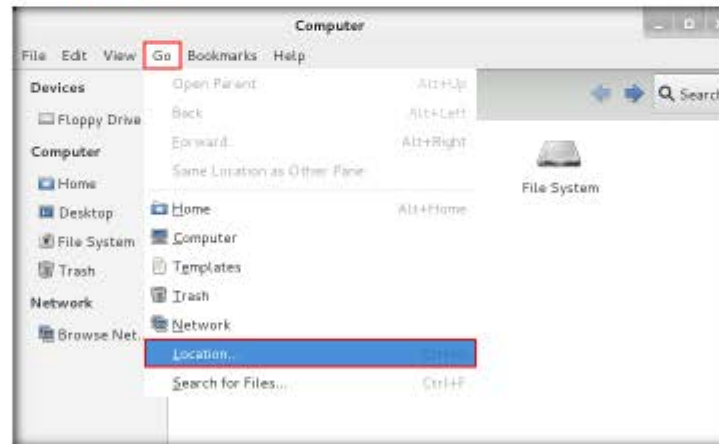 Computer
File Edit View Go Bookmarks Help
Devices
Floppy Drive
Computer
Home
Desktop
File System
Trash
Network
Browse Net...
Open Parent Alt+Up
Back Alt+Left
Forward Alt+Right
Same Location as Other Pane
Home Alt+Home
Computer
Templates
Trash
Network
Location...
Search for Files... Ctrl+F
Search
File System